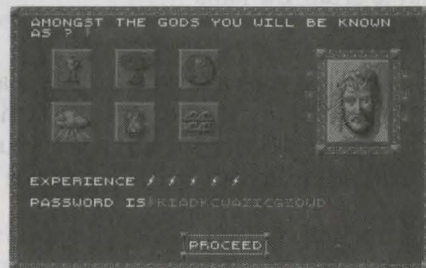 AMONGST THE GODS YOU WILL BE KNOWN
AS ?
EXPERIENCE
PASSWORD IS
PROCEED